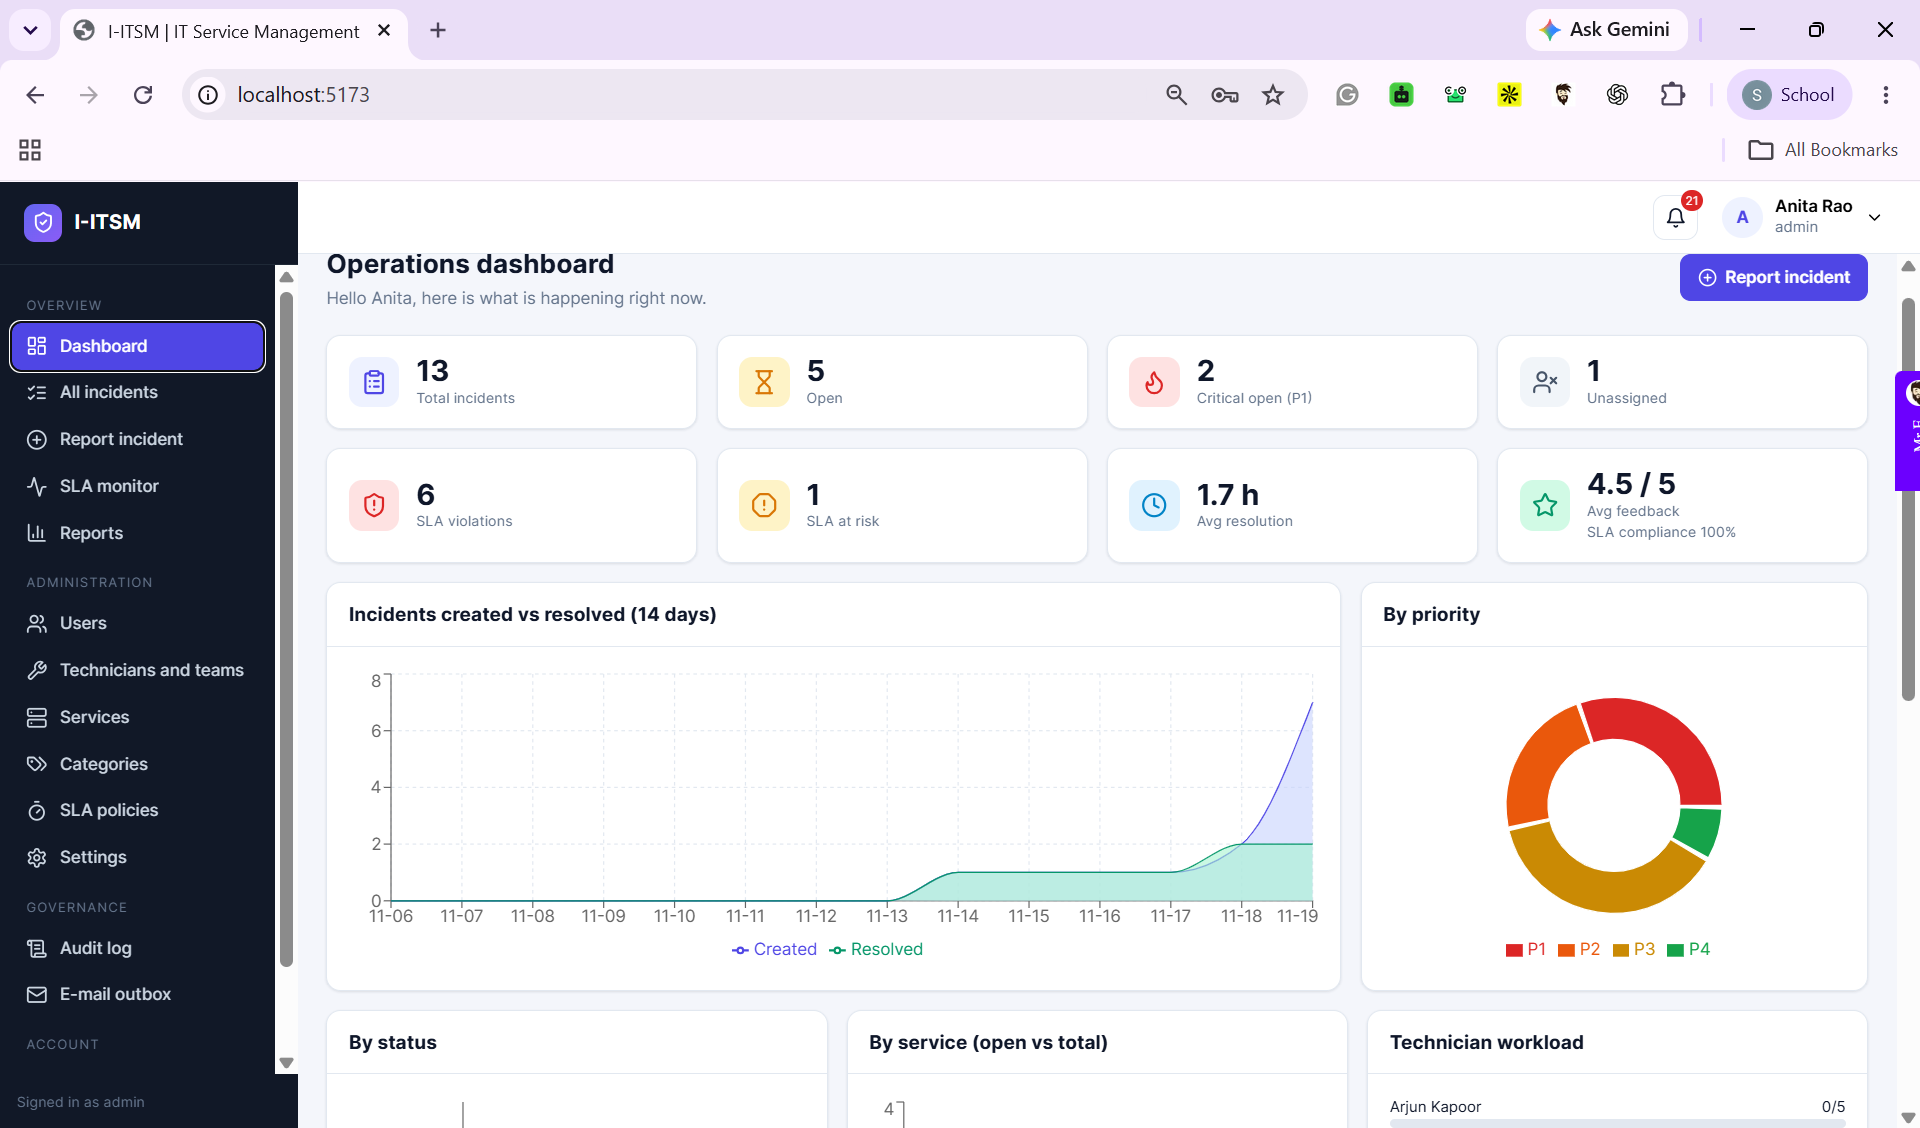 I-ITSM | IT Service Management
Ask Gemini
localhost:5173
S School
All Bookmarks
I-ITSM
21
A
Anita Rao
admin
OVERVIEW
Dashboard
All incidents
Report incident
SLA monitor
Reports
ADMINISTRATION
Users
Technicians and teams
Services
Categories
SLA policies
Settings
GOVERNANCE
Audit log
E-mail outbox
ACCOUNT
Signed in as admin
Operations dashboard
Hello Anita, here is what is happening right now.
Report incident
13
Total incidents
5
Open
2
Critical open (P1)
1
Unassigned
6
SLA violations
1
SLA at risk
1.7 h
Avg resolution
4.5 / 5
Avg feedback
SLA compliance 100%
Incidents created vs resolved (14 days)
8
6
4
2
0
11-06 11-07 11-08 11-09 11-10 11-11 11-12 11-13 11-14 11-15 11-16 11-17 11-18 11-19
Created Resolved
By priority
P1 P2 P3 P4
By status
By service (open vs total)
4
Technician workload
Arjun Kapoor 0/5